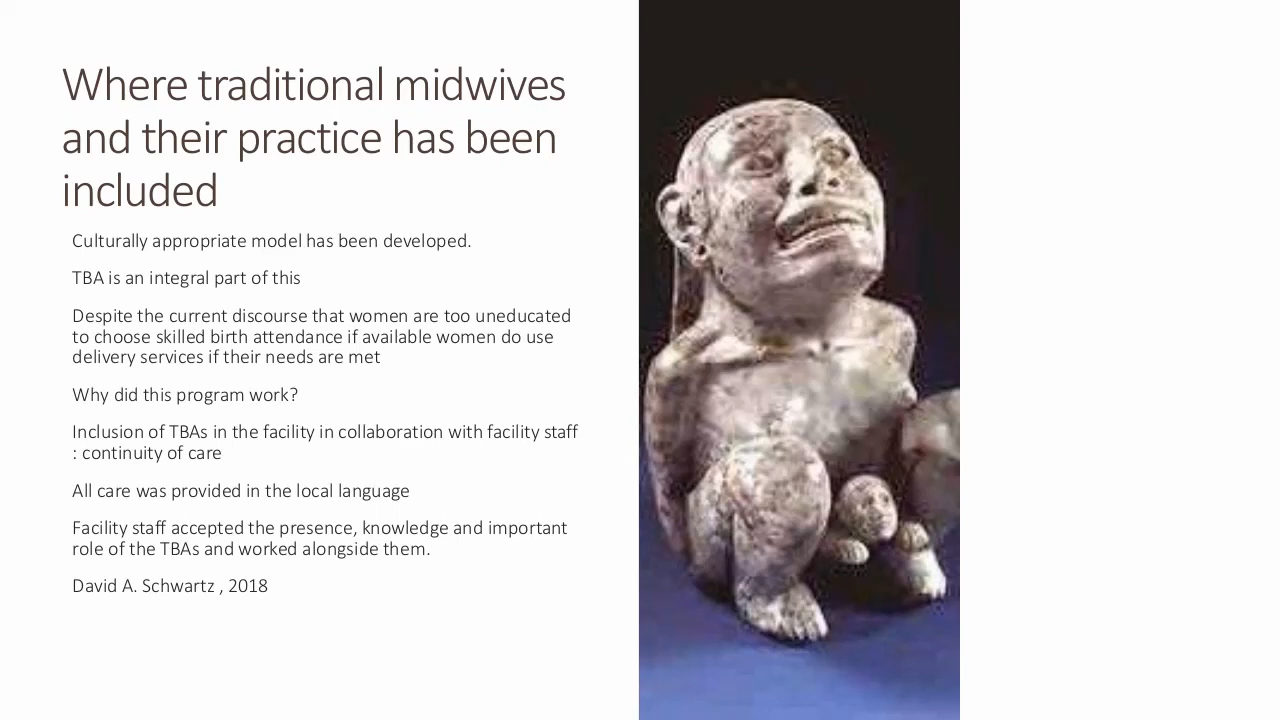 Where traditional midwives
and their practice has been
included
Culturally appropriate model has been developed.
TBA is an integral part of this
Despite the current discourse that women are too uneducated
to choose skilled birth attendance if available women do use
delivery services if their needs are met
Why did this program work?
Inclusion of TBAs in the facility in collaboration with facility staff
: continuity of care
All care was provided in the local language
Facility staff accepted the presence, knowledge and important
role of the TBAs and worked alongside them.
David A. Schwartz , 2018